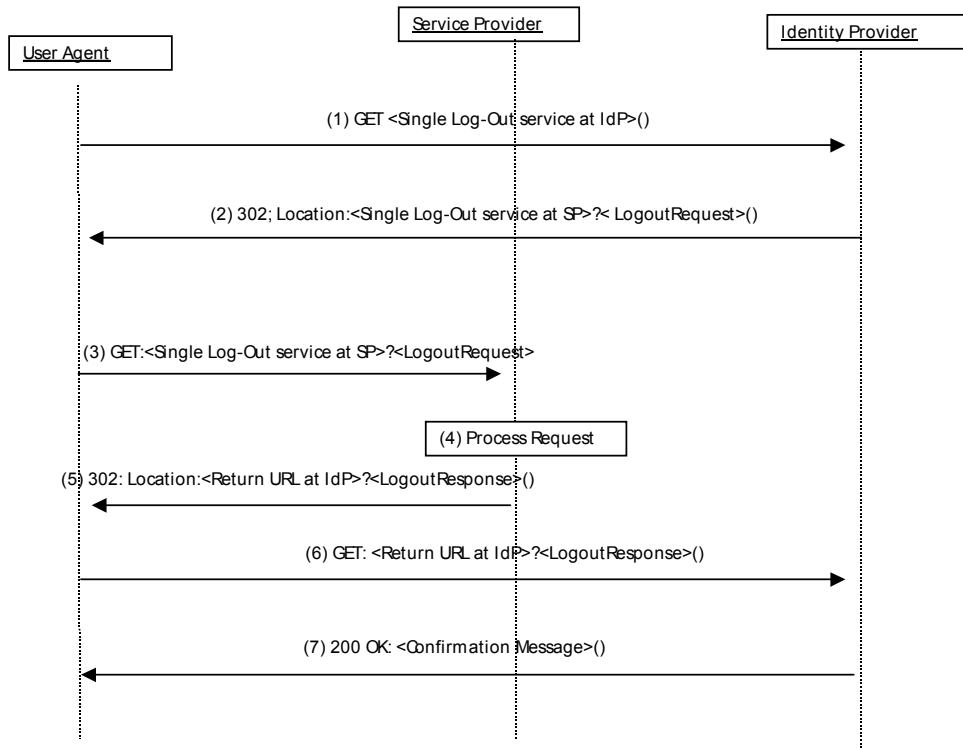 Service Provider
Identity Provider
User Agent
(1) GET <Single Log-Out service at IdP>()
(2) 302; Location:<Single Log-Out service at SP>?< LogoutRequest>()
(3) GET:<Single Log-Out service at SP>?<LogoutRequest>
(4) Process Request
(5) 302: Location:<Return URL at IdP>?<LogoutResponse>()
(6) GET: <Return URL at IdP>?<LogoutResponse>()
(7) 200 OK: <Confirmation Message>()